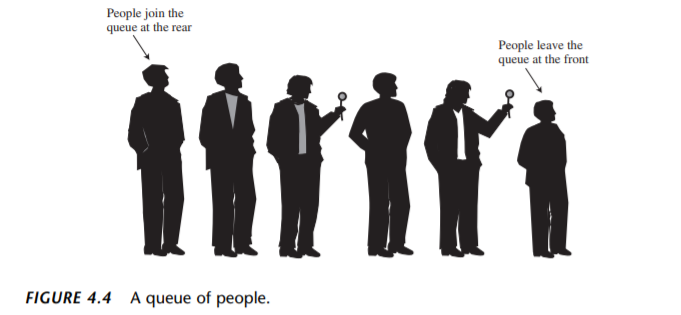 People join the
queue at the rear
People leave the
queue at the front
FIGURE 4.4 A queue of people.